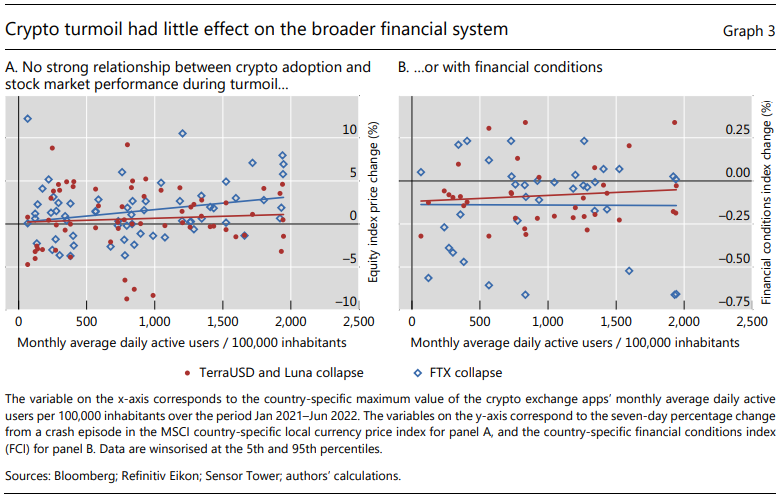 Crypto turmoil had little effect on the broader financial system
Graph 3
A. No strong relationship between crypto adoption and
stock market performance during turmoil…
B. …or with financial conditions
10
5
0
–5
–10
Equity index price change (%)
0
500
1,000
1,500
2,000
2,500
Monthly average daily active users / 100,000 inhabitants
0.25
0.00
–0.25
–0.50
–0.75
Financial conditions index change (%)
0
500
1,000
1,500
2,000
2,500
Monthly average daily active users / 100,000 inhabitants
TerraUSD and Luna collapse
FTX collapse
The variable on the x-axis corresponds to the country-specific maximum value of the crypto exchange apps’ monthly average daily active
users per 100,000 inhabitants over the period Jan 2021–Jun 2022. The variables on the y-axis correspond to the seven-day percentage change
from a crash episode in the MSCI country-specific local currency price index for panel A, and the country-specific financial conditions index
(FCI) for panel B. Data are winsorised at the 5th and 95th percentiles.
Sources: Bloomberg; Refinitiv Eikon; Sensor Tower; authors’ calculations.